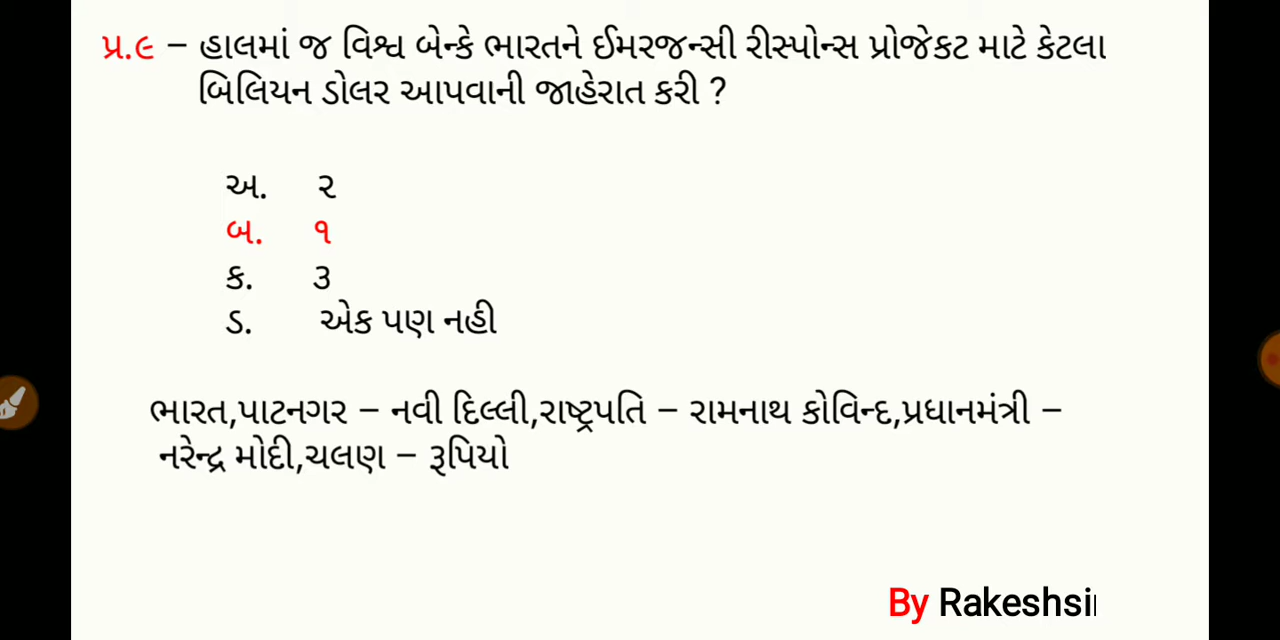 પ્ર.૯ – હાલમાં જ વિશ્વ બેન્કે ભારતને ઈમરજન્સી રીસ્પોન્સ પ્રોજેકટ માટે કેટલા
બિલિયન ડોલર આપવાની જાહેરાત કરી ?
અ. ૨
બ. ૧
ક. ૩
ડ. એક પણ નહી
ભારત,પાટનગર – નવી દિલ્લી,રાષ્ટ્રપતિ – રામનાથ કોવિન્દ,પ્રધાનમંત્રી –
નરેન્દ્ર મોદી,ચલણ – રૂપિયો
By Rakeshsi